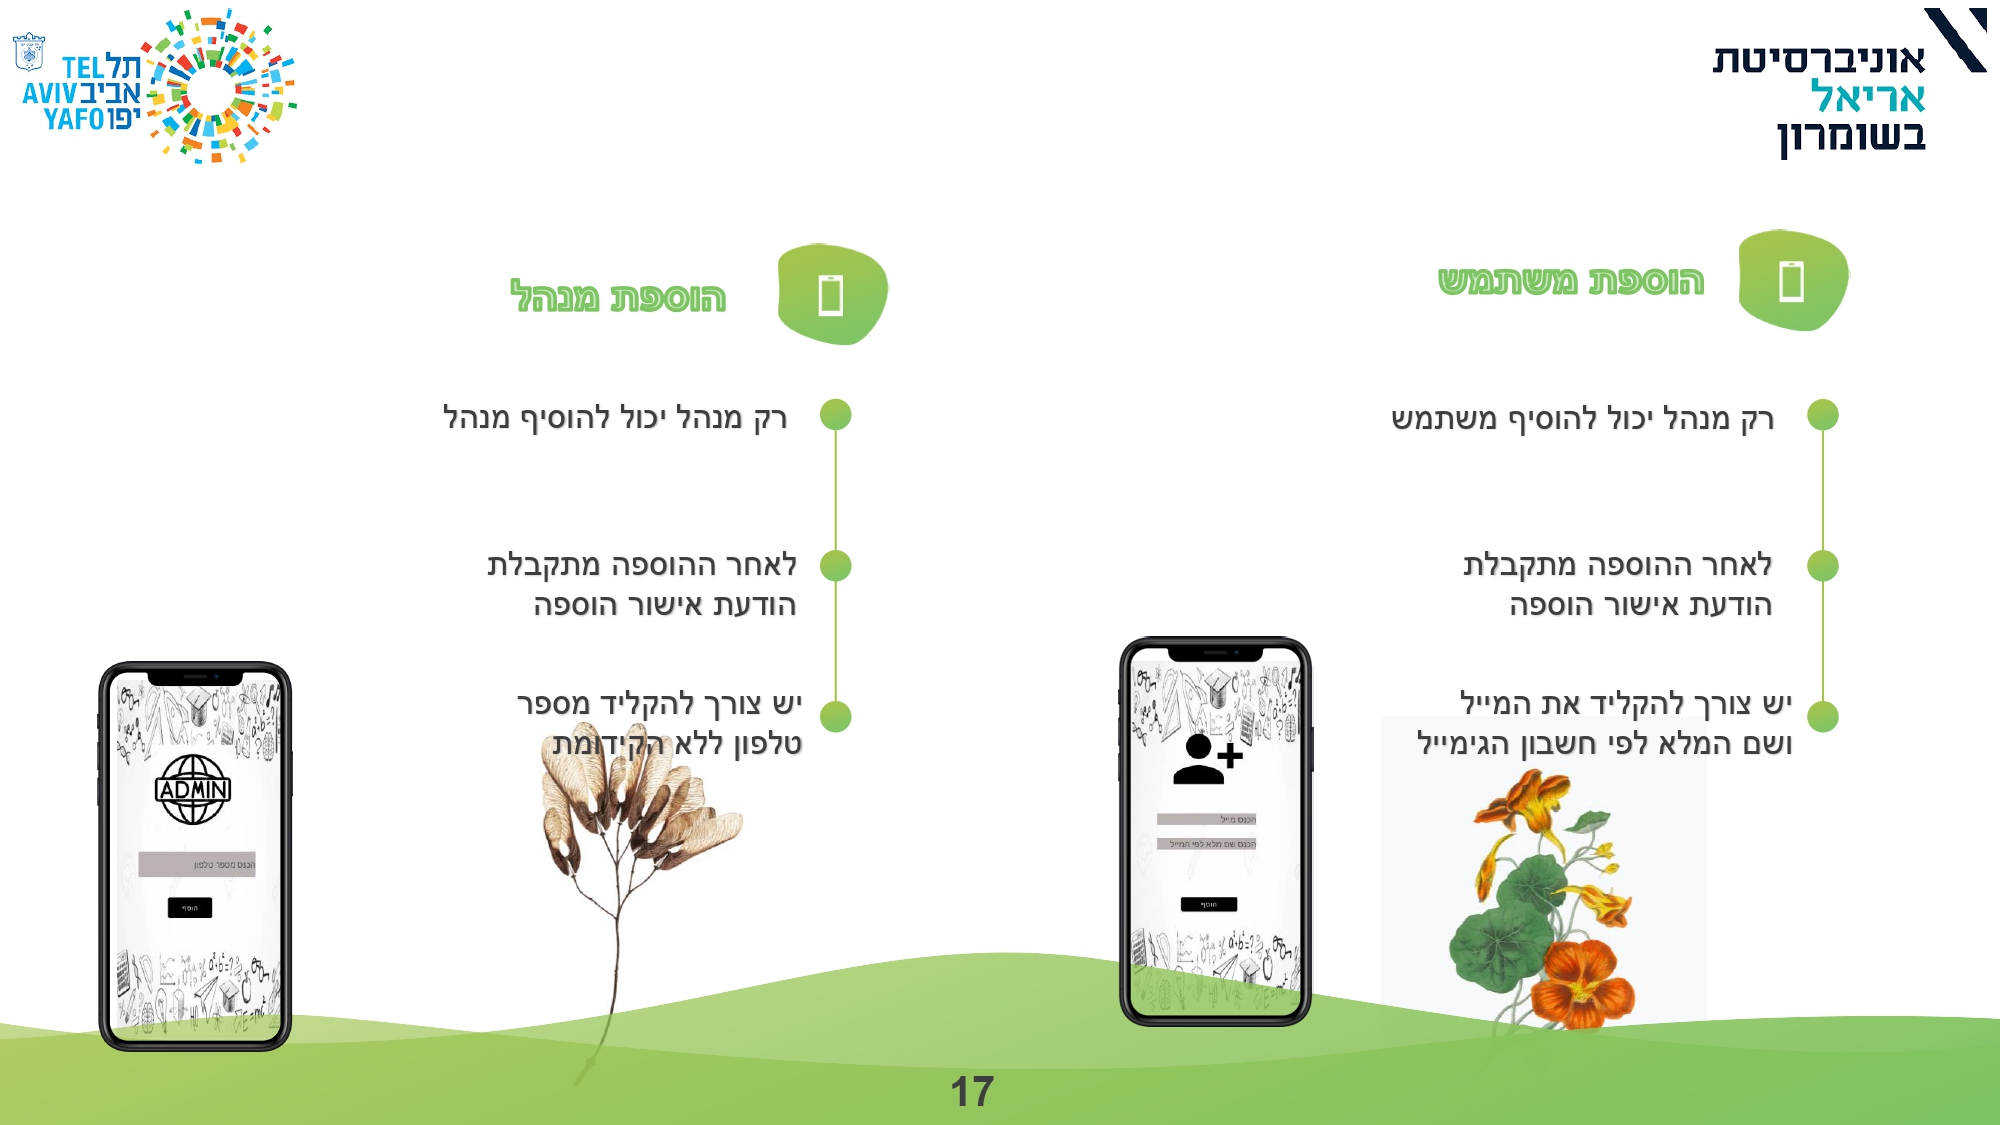 אוניברסיטת
אריאל
בשומרון
TEL תל
AVIV אביב
YAFO יפו
הוספת משתמש
רק מנהל יכול להוסיף משתמש
לאחר ההוספה מתקבלת
הודעת אישור הוספה
יש צורך להקליד את המייל
ושם המלא לפי חשבון הגימייל
הכנס מייל
הכנס שם מלא לפי המייל
הוסף
הוספת מנהל
רק מנהל יכול להוסיף מנהל
לאחר ההוספה מתקבלת
הודעת אישור הוספה
יש צורך להקליד מספר
טלפון ללא הקידומת
ADMIN
הכנס מספר טלפון
הוסף
17